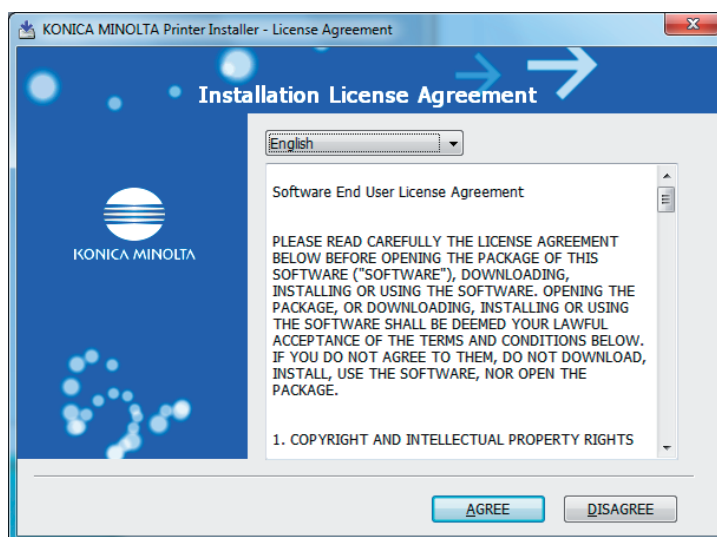 KONICA MINOLTA Printer Installer - License Agreement
X
Installation License Agreement
English
KONICA MINOLTA
Software End User License Agreement
PLEASE READ CAREFULLY THE LICENSE AGREEMENT
BELOW BEFORE OPENING THE PACKAGE OF THIS
SOFTWARE ("SOFTWARE"), DOWNLOADING,
INSTALLING OR USING THE SOFTWARE. OPENING THE
PACKAGE, OR DOWNLOADING, INSTALLING OR USING
THE SOFTWARE SHALL BE DEEMED YOUR LAWFUL
ACCEPTANCE OF THE TERMS AND CONDITIONS BELOW.
IF YOU DO NOT AGREE TO THEM, DO NOT DOWNLOAD,
INSTALL, USE THE SOFTWARE, NOR OPEN THE
PACKAGE.
1. COPYRIGHT AND INTELLECTUAL PROPERTY RIGHTS
AGREE
DISAGREE